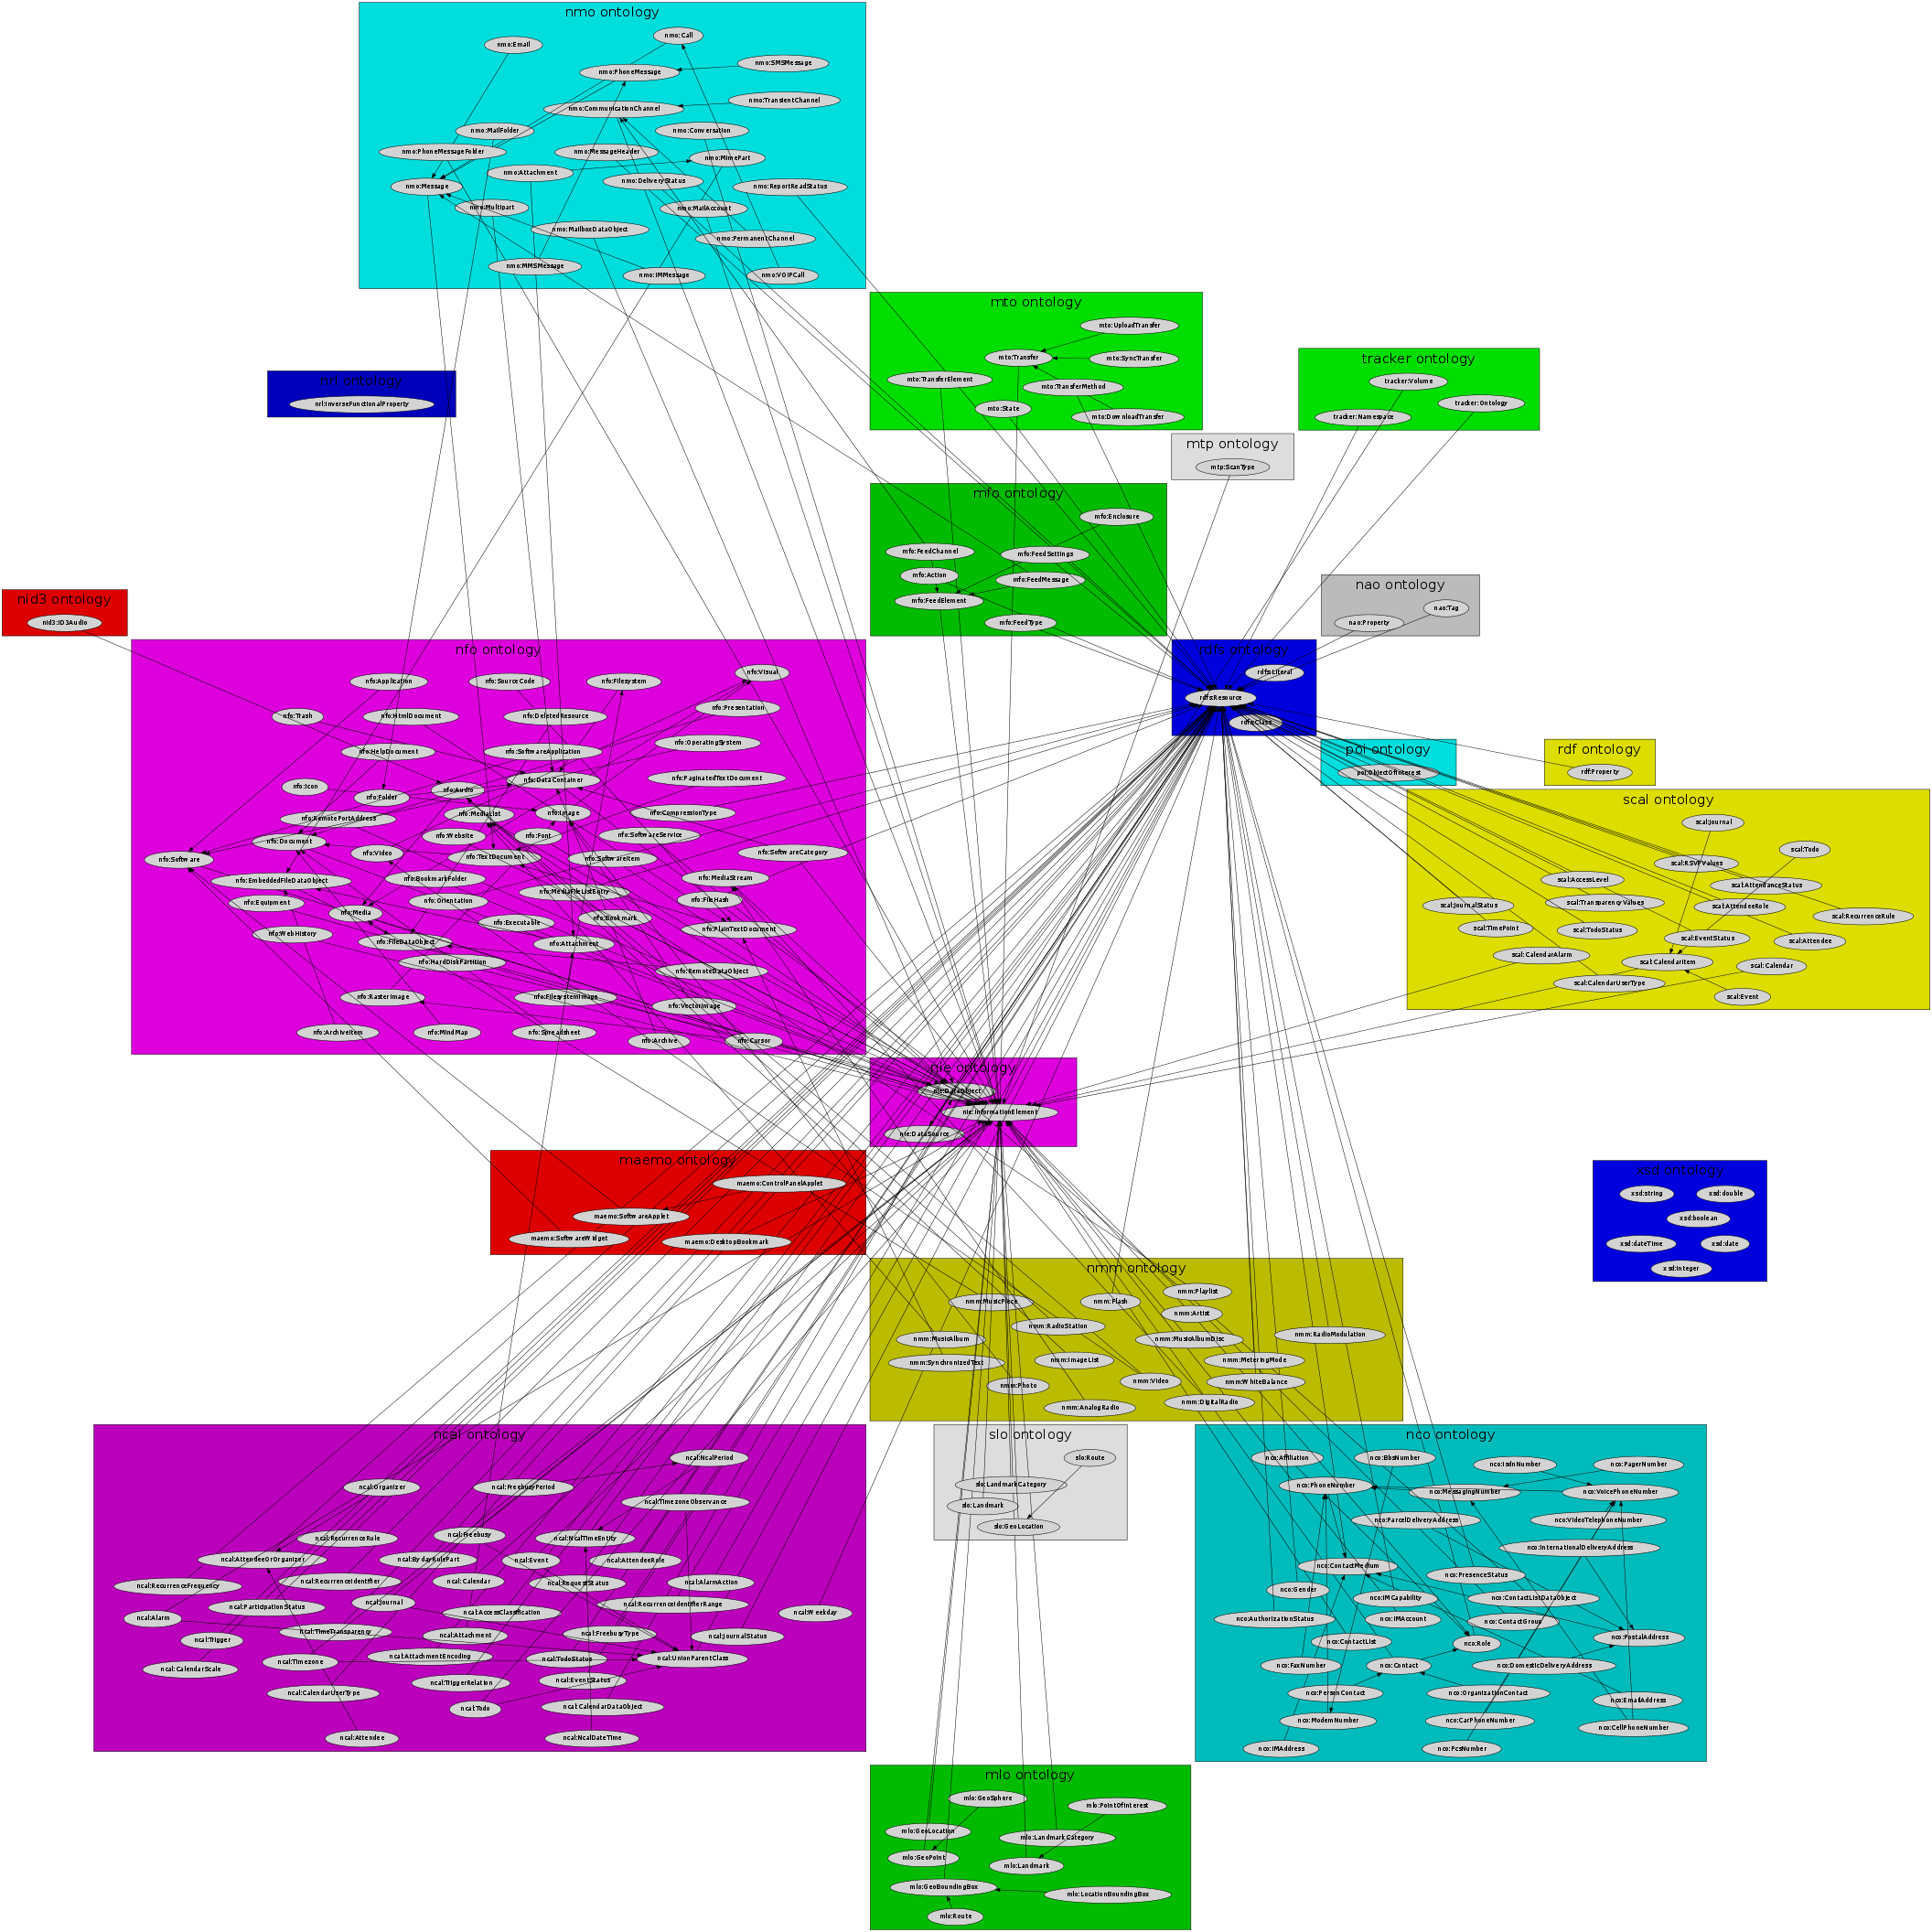 nmo ontology
nmo:Call
nmo:Email
nmo:SMSMessage
nmo:PhoneMessage
nmo:TransientChannel
nmo:CommunicationChannel
nmo:MailFolder
nmo:Conversation
nmo:PhoneMessageFolder
nmo:MessageHeader
nmo:MimePart
nmo:Attachment
nmo:DeliveryStatus
nmo:Message
nmo:ReportReadStatus
nmo:Multipart
nmo:MailAccount
nmo:MailboxDataObject
nmo:PermanentChannel
nmo:MMSMessage
nmo:IMMessage
nmo:VOIPCall
mto ontology
mto:UploadTransfer
mto:Transfer
mto:SyncTransfer
mto:TransferElement
mto:TransferMethod
mto:State
mto:DownloadTransfer
tracker ontology
tracker:Volume
tracker:Ontology
tracker:Namespace
nrl ontology
nrl:InverseFunctionalProperty
mtp ontology
mtp:ScanType
mfo ontology
mfo:Enclosure
mfo:FeedChannel
mfo:FeedSettings
mfo:Action
mfo:FeedMessage
mfo:FeedElement
mfo:FeedType
nao ontology
nao:Tag
nao:Property
nid3 ontology
nid3:ID3Audio
rdfs ontology
rdfs:Literal
rdfs:Resource
rdfs:Class
nfo ontology
nfo:Visual
nfo:Application
nfo:SourceCode
nfo:Filesystem
nfo:Presentation
nfo:Trash
nfo:HtmlDocument
nfo:DeletedResource
nfo:OperatingSystem
nfo:HelpDocument
nfo:SoftwareApplication
nfo:DataContainer
nfo:PaginatedTextDocument
nfo:Icon
nfo:Audio
nfo:Folder
nfo:RemotePortAddress
nfo:MediaList
nfo:Image
nfo:CompressionType
nfo:Document
nfo:Website
nfo:Font
nfo:SoftwareService
nfo:Software
nfo:Video
nfo:TextDocument
nfo:SoftwareItem
nfo:SoftwareCategory
nfo:EmbeddedFileDataObject
nfo:BookmarkFolder
nfo:MediaStream
nfo:MediaFileListEntry
nfo:Equipment
nfo:Orientation
nfo:FileHash
nfo:Media
nfo:Executable
nfo:Bookmark
nfo:PlainTextDocument
nfo:WebHistory
nfo:FileDataObject
nfo:Attachment
nfo:HardDiskPartition
nfo:RemoteDataObject
nfo:RasterImage
nfo:FilesystemImage
nfo:VectorImage
nfo:ArchiveItem
nfo:MindMap
nfo:Spreadsheet
nfo:Archive
nfo:Cursor
poi ontology
poi:ObjectOfInterest
rdf ontology
rdf:Property
scal ontology
scal:Journal
scal:Todo
scal:RSVPValues
scal:AccessLevel
scal:AttendanceStatus
scal:JournalStatus
scal:TransparencyValues
scal:AttendeeRole
scal:RecurrenceRule
scal:TimePoint
scal:TodoStatus
scal:EventStatus
scal:Attendee
scal:CalendarAlarm
scal:CalendarItem
scal:Calendar
scal:CalendarUserType
scal:Event
nie ontology
nie:DataObject
nie:InformationElement
nie:DataSource
maemo ontology
maemo:ControlPanelApplet
maemo:SoftwareApplet
maemo:SoftwareWidget
maemo:DesktopBookmark
xsd ontology
xsd:string
xsd:double
xsd:boolean
xsd:dateTime
xsd:date
xsd:integer
nmm ontology
nmm:Playlist
nmm:MusicPiece
nmm:Flash
nmm:Artist
nmm:RadioStation
nmm:RadioModulation
nmm:MusicAlbum
nmm:MusicAlbumDisc
nmm:SynchronizedText
nmm:ImageList
nmm:MeteringMode
nmm:Photo
nmm:Video
nmm:WhiteBalance
nmm:AnalogRadio
nmm:DigitalRadio
ncal ontology
ncal:NcalPeriod
ncal:Organizer
ncal:FreebusyPeriod
ncal:TimezoneObservance
ncal:RecurrenceRule
ncal:Freebusy
ncal:NcalTimeEntity
ncal:AttendeeOrOrganizer
ncal:BydayRulePart
ncal:Event
ncal:AttendeeRole
ncal:RecurrenceFrequency
ncal:RecurrenceIdentifier
ncal:Calendar
ncal:RequestStatus
ncal:AlarmAction
ncal:ParticipationStatus
ncal:Journal
ncal:RecurrenceIdentifierRange
ncal:Alarm
ncal:AccessClassification
ncal:Weekday
ncal:TimeTransparency
ncal:Trigger
ncal:Attachment
ncal:FreebusyType
ncal:JournalStatus
ncal:Timezone
ncal:AttachmentEncoding
ncal:TodoStatus
ncal:UnionParentClass
ncal:CalendarScale
ncal:TriggerRelation
ncal:EventStatus
ncal:CalendarUserType
ncal:Todo
ncal:CalendarDataObject
ncal:Attendee
ncal:NcalDateTime
slo ontology
slo:Route
slo:LandmarkCategory
slo:Landmark
slo:GeoLocation
nco ontology
nco:Affiliation
nco:BbsNumber
nco:IsdnNumber
nco:PagerNumber
nco:PhoneNumber
nco:MessagingNumber
nco:VoicePhoneNumber
nco:ParcelDeliveryAddress
nco:VideoTelephoneNumber
nco:InternationalDeliveryAddress
nco:ContactMedium
nco:PresenceStatus
nco:Gender
nco:IMCapability
nco:ContactListDataObject
nco:AuthorizationStatus
nco:IMAccount
nco:ContactGroup
nco:ContactList
nco:Role
nco:PostalAddress
nco:FaxNumber
nco:Contact
nco:DomesticDeliveryAddress
nco:PersonContact
nco:OrganizationContact
nco:EmailAddress
nco:ModemNumber
nco:CarPhoneNumber
nco:CellPhoneNumber
nco:IMAddress
nco:PcsNumber
mlo ontology
mlo:GeoSphere
mlo:PointOfInterest
mlo:GeoLocation
mlo:LandmarkCategory
mlo:GeoPoint
mlo:Landmark
mlo:GeoBoundingBox
mlo:LocationBoundingBox
mlo:Route